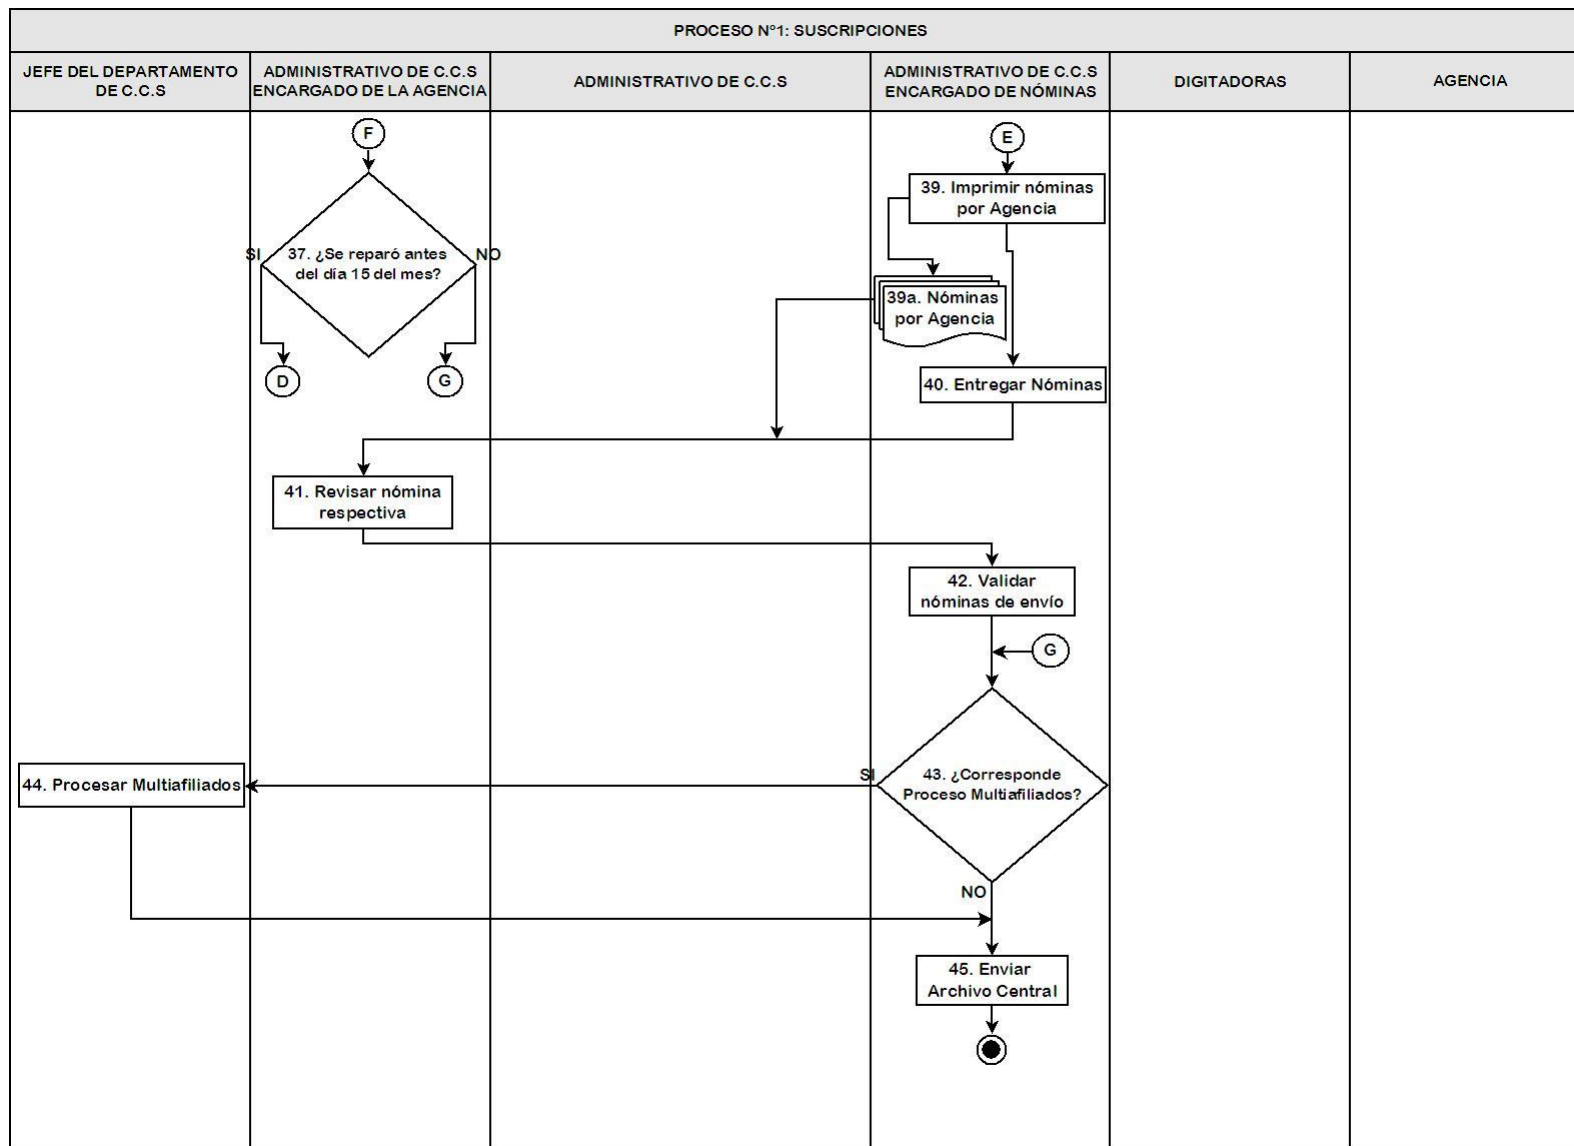 PROCESO N°1: SUSCRIPCIONES
JEFE DEL DEPARTAMENTO
DE C.C.S
ADMINISTRATIVO DE C.C.S
ENCARGADO DE LA AGENCIA
ADMINISTRATIVO DE C.C.S
ADMINISTRATIVO DE C.C.S
ENCARGADO DE NÓMINAS
DIGITADORAS
AGENCIA
F
E
39. Imprimir nóminas
por Agencia
SI
37. ¿Se reparó antes
del día 15 del mes?
NO
39a. Nóminas
por Agencia
D
G
40. Entregar Nóminas
41. Revisar nómina
respectiva
42. Validar
nóminas de envío
G
44. Procesar Multiafiliados
SI
43. ¿Corresponde
Proceso Multiafiliados?
NO
45. Enviar
Archivo Central